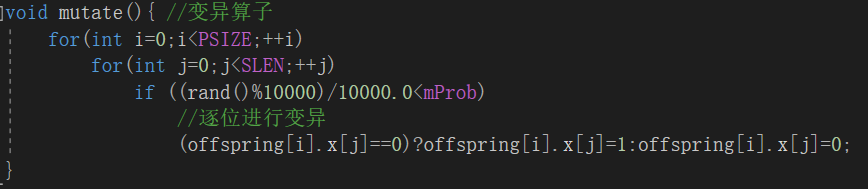 void mutate(){ //变异算子
for(int i=0;i<PSIZE;++i)
for(int j=0;j<SLEN;++j)
if ((rand()%10000)/10000.0<mProb)
//逐位进行变异
(offspring[i].x[j]==0)?offspring[i].x[j]=1:offspring[i].x[j]=0;
}